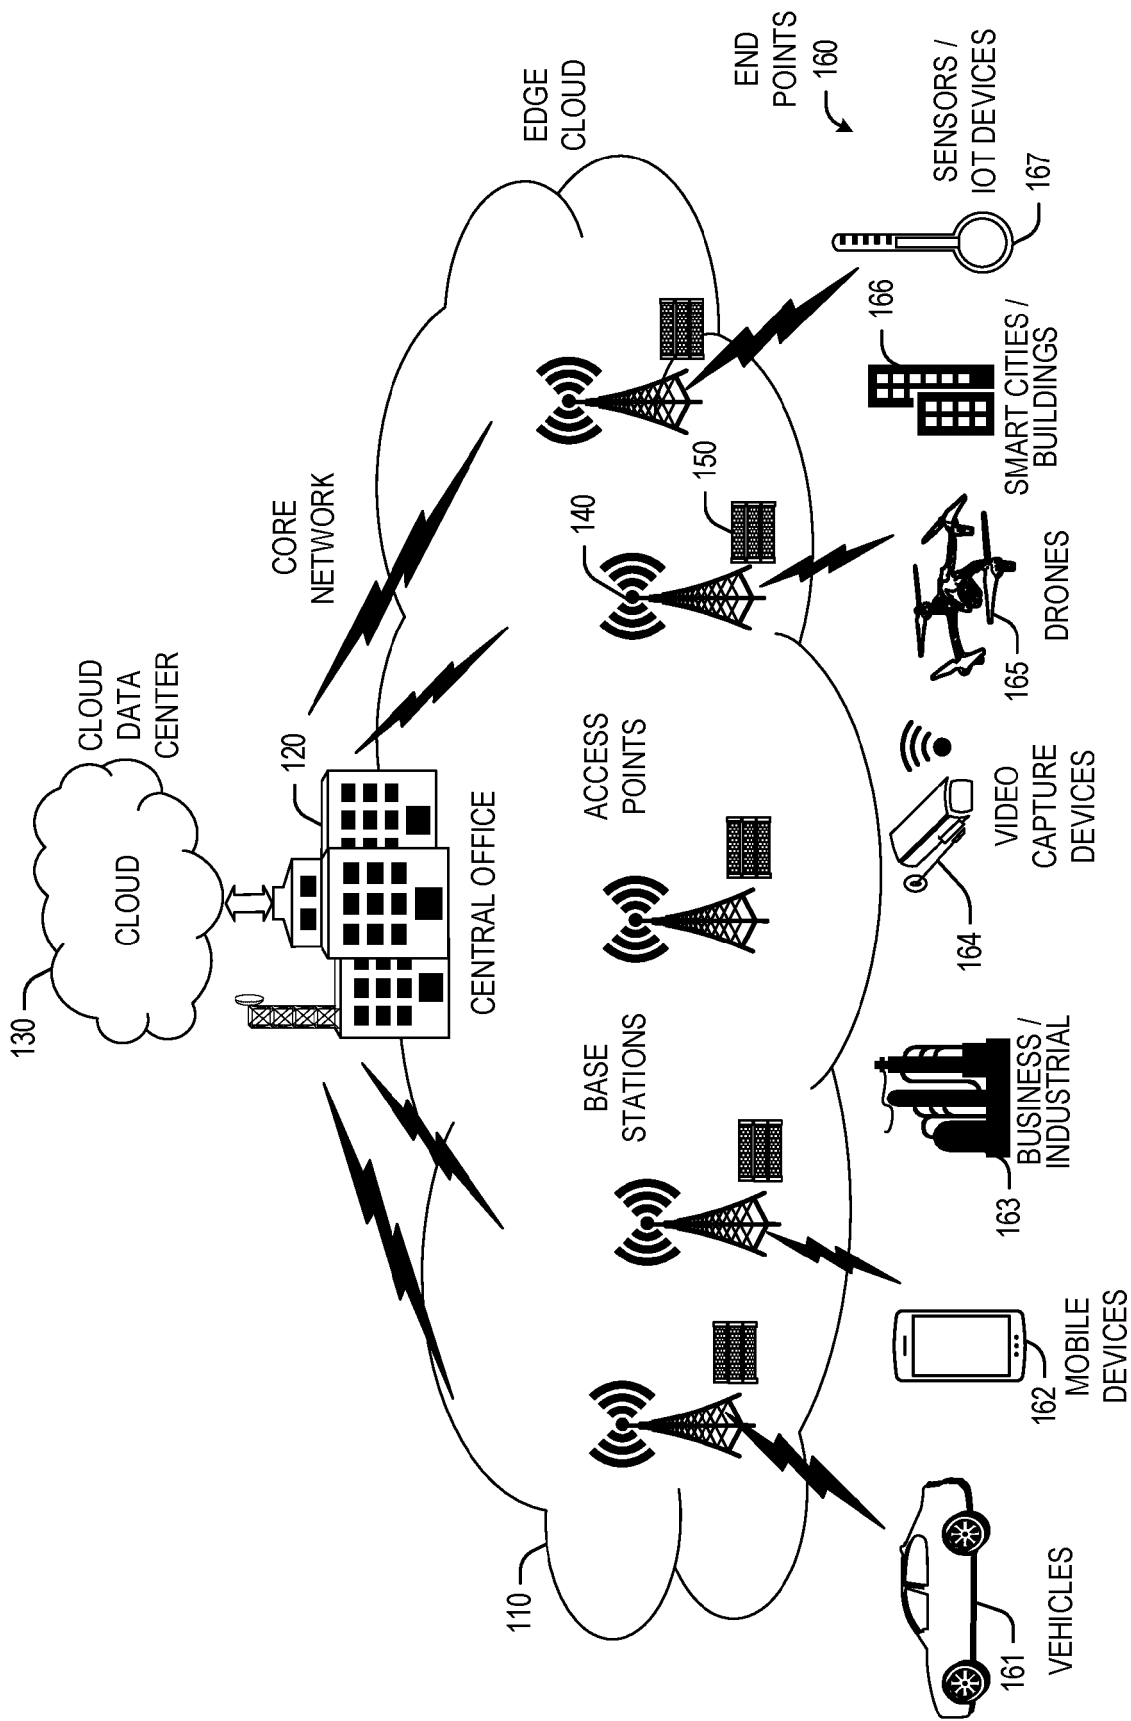 CLOUD
DATA
CENTER
130
CLOUD
CORE
NETWORK
120
CENTRAL OFFICE
EDGE
CLOUD
110
BASE
STATIONS
ACCESS
POINTS
140
150
END
POINTS
160
161
VEHICLES
162
MOBILE
DEVICES
163
BUSINESS /
INDUSTRIAL
164
VIDEO
CAPTURE
DEVICES
165
DRONES
166
SMART CITIES /
BUILDINGS
SENSORS /
IOT DEVICES
167